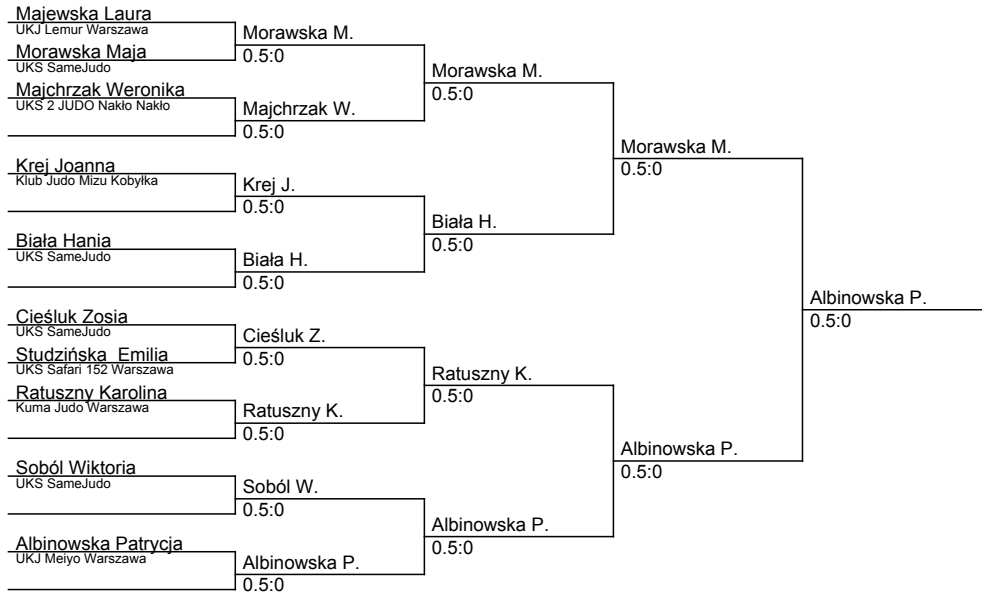 Majewska Laura
UKJ Lemur Warszawa
Morawska Maja
UKS SameJudo
Majchrzak Weronika
UKS 2 JUDO Nakło Nakło
Krej Joanna
Klub Judo Mizu Kobyłka
Biała Hania
UKS SameJudo
Cieśluk Zosia
UKS SameJudo
Studzińska  Emilia
UKS Safari 152 Warszawa
Ratuszny Karolina
Kuma Judo Warszawa
Soból Wiktoria
UKS SameJudo
Albinowska Patrycja
UKJ Meiyo Warszawa
Morawska M.
0.5:0
Majchrzak W.
0.5:0
Krej J.
0.5:0
Biała H.
0.5:0
Cieśluk Z.
0.5:0
Ratuszny K.
0.5:0
Soból W.
0.5:0
Albinowska P.
0.5:0
Morawska M.
0.5:0
Biała H.
0.5:0
Ratuszny K.
0.5:0
Albinowska P.
0.5:0
Morawska M.
0.5:0
Albinowska P.
0.5:0
Albinowska P.
0.5:0